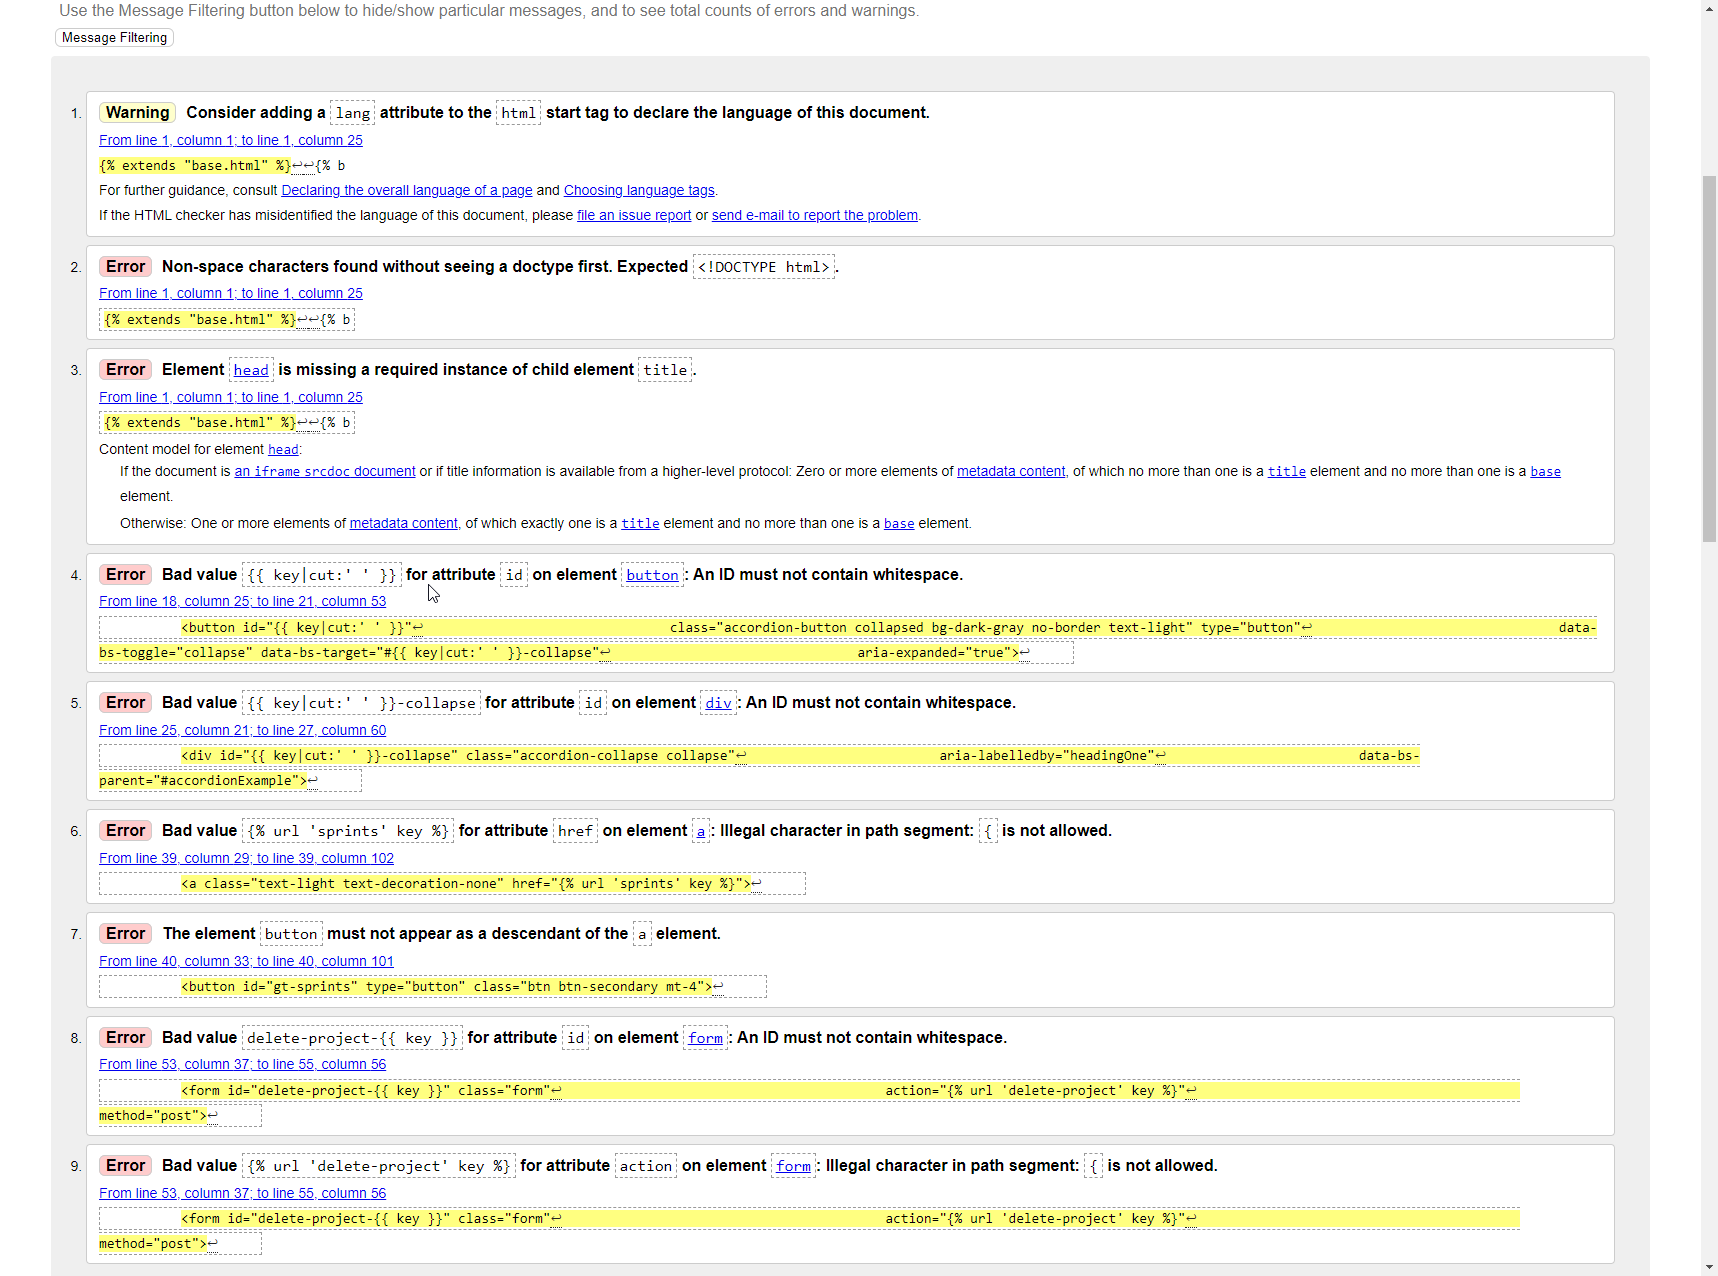 Use the Message Filtering button below to hide/show particular messages, and to see total counts of errors and warnings.
Message Filtering
1. Warning Consider adding a lang attribute to the html start tag to declare the language of this document.
From line 1, column 1; to line 1, column 25
{% extends "base.html" %}↩↩{% b
For further guidance, consult Declaring the overall language of a page and Choosing language tags.
If the HTML checker has misidentified the language of this document, please file an issue report or send e-mail to report the problem.
2. Error Non-space characters found without seeing a doctype first. Expected <!DOCTYPE html>.
From line 1, column 1; to line 1, column 25
{% extends "base.html" %}↩↩{% b
3. Error Element head is missing a required instance of child element title.
From line 1, column 1; to line 1, column 25
{% extends "base.html" %}↩↩{% b
Content model for element head:
If the document is an iframe srcdoc document or if title information is available from a higher-level protocol: Zero or more elements of metadata content, of which no more than one is a title element and no more than one is a base
element.
Otherwise: One or more elements of metadata content, of which exactly one is a title element and no more than one is a base element.
4. Error Bad value {{ key|cut:' ' }} for attribute id on element button: An ID must not contain whitespace.
From line 18, column 25; to line 21, column 53
<button id="{{ key|cut:' ' }}"↩ class="accordion-button collapsed bg-dark-gray no-border text-light" type="button"↩ data-
bs-toggle="collapse" data-bs-target="#{{ key|cut:' ' }}-collapse"↩ aria-expanded="true">↩
5. Error Bad value {{ key|cut:' ' }}-collapse for attribute id on element div: An ID must not contain whitespace.
From line 25, column 21; to line 27, column 60
<div id="{{ key|cut:' ' }}-collapse" class="accordion-collapse collapse"↩ aria-labelledby="headingOne"↩ data-bs-
parent="#accordionExample">↩
6. Error Bad value {% url 'sprints' key %} for attribute href on element a: Illegal character in path segment: { is not allowed.
From line 39, column 29; to line 39, column 102
<a class="text-light text-decoration-none" href="{% url 'sprints' key %}">↩
7. Error The element button must not appear as a descendant of the a element.
From line 40, column 33; to line 40, column 101
<button id="gt-sprints" type="button" class="btn btn-secondary mt-4">↩
8. Error Bad value delete-project-{{ key }} for attribute id on element form: An ID must not contain whitespace.
From line 53, column 37; to line 55, column 56
<form id="delete-project-{{ key }}" class="form"↩ action="{% url 'delete-project' key %}"↩
method="post">↩
9. Error Bad value {% url 'delete-project' key %} for attribute action on element form: Illegal character in path segment: { is not allowed.
From line 53, column 37; to line 55, column 56
<form id="delete-project-{{ key }}" class="form"↩ action="{% url 'delete-project' key %}"↩
method="post">↩